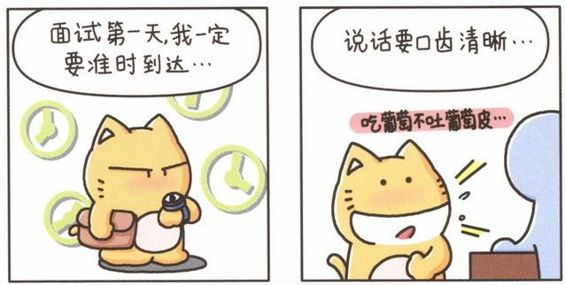 面试第一天,我一定
要准时到达…
说话要口齿清晰…
吃葡萄不吐葡萄皮…